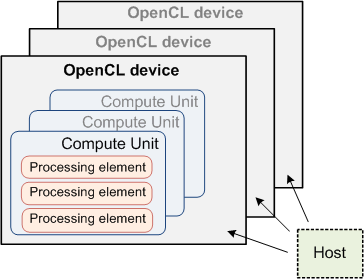 OpenCL device
OpenCL device
OpenCL device
Compute Unit
Compute Unit
Compute Unit
Processing element
Processing element
Processing element
Host